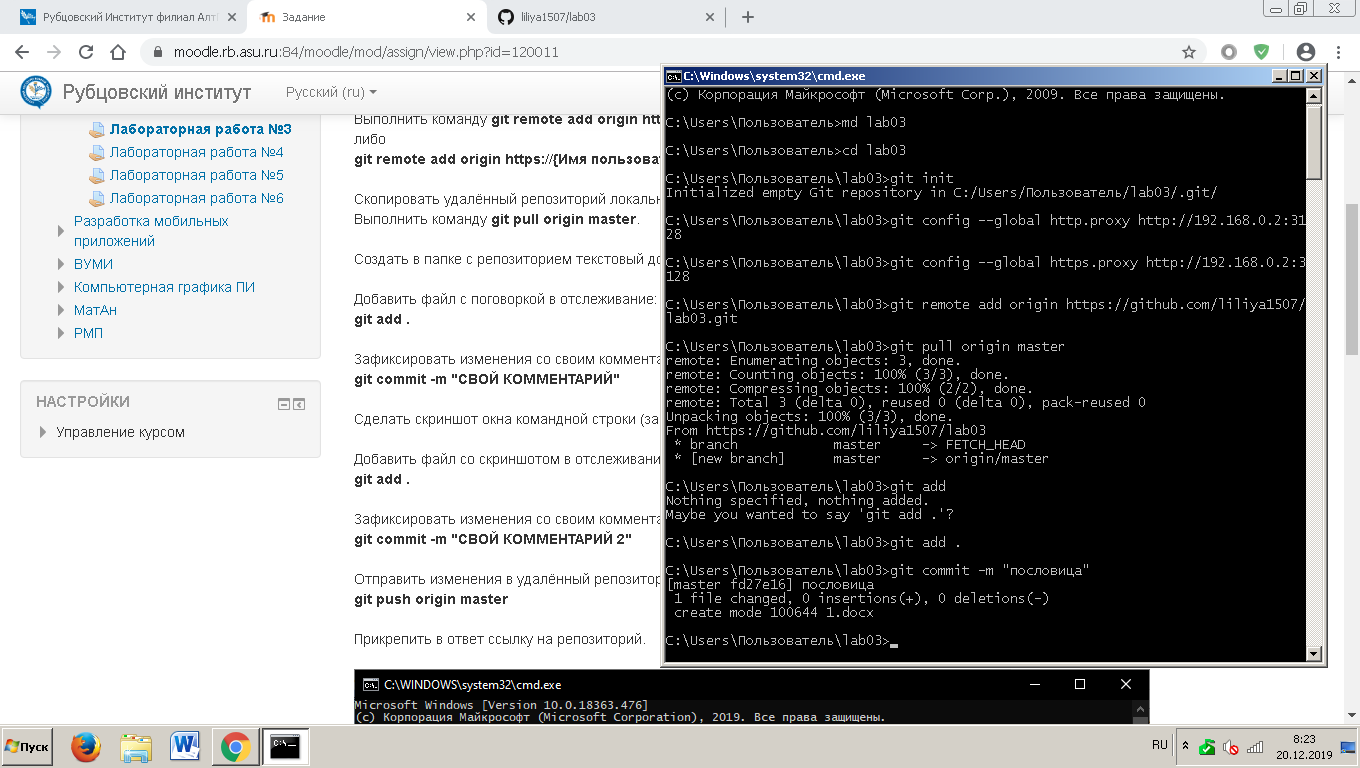 Рубцовский Институт филиал Алт
Задание
liliya1507/lab03
moodle.rb.asu.ru:84/moodle/mod/assign/view.php?id=120011
Рубцовский институт
Русский (ru)
Лабораторная работа №3
Лабораторная работа №4
Лабораторная работа №5
Лабораторная работа №6
Разработка мобильных
приложений
ВУМИ
Компьютерная графика ПИ
МатАн
РМП
НАСТРОЙКИ
Управление курсом
Выполнить команду git remote add origin htt
либо
git remote add origin https://{Имя пользова
Скопировать удалённый репозиторий локаль
Выполнить команду git pull origin master.
Создать в папке с репозиторием текстовый до
Добавить файл с поговоркой в отслеживание:
git add .
Зафиксировать изменения со своим коммента
git commit -m "СВОЙ КОММЕНТАРИЙ"
Сделать скриншот окна командной строки (за
Добавить файл со скриншотом в отслеживани
git add .
Зафиксировать изменения со своим коммента
git commit -m "СВОЙ КОММЕНТАРИЙ 2"
Отправить изменения в удалённый репозитор
git push origin master
Прикрепить в ответ ссылку на репозиторий.
C:\Windows\system32\cmd.exe
(c) Корпорация Майкрософт (Microsoft Corp.), 2009. Все права защищены.
C:\Users\Пользователь>md lab03
C:\Users\Пользователь>cd lab03
C:\Users\Пользователь\lab03>git init
Initialized empty Git repository in C:/Users/Пользователь/lab03/.git/
C:\Users\Пользователь\lab03>git config --global http.proxy http://192.168.0.2:31
28
C:\Users\Пользователь\lab03>git config --global https.proxy http://192.168.0.2:3
128
C:\Users\Пользователь\lab03>git remote add origin https://github.com/liliya1507/
lab03.git
C:\Users\Пользователь\lab03>git pull origin master
remote: Enumerating objects: 3, done.
remote: Counting objects: 100% (3/3), done.
remote: Compressing objects: 100% (2/2), done.
remote: Total 3 (delta 0), reused 0 (delta 0), pack-reused 0
Unpacking objects: 100% (3/3), done.
From https://github.com/liliya1507/lab03
* branch master -> FETCH_HEAD
* [new branch] master -> origin/master
C:\Users\Пользователь\lab03>git add
Nothing specified, nothing added.
Maybe you wanted to say 'git add .'?
C:\Users\Пользователь\lab03>git add .
C:\Users\Пользователь\lab03>git commit -m "пословица"
[master fd27e16] пословица
1 file changed, 0 insertions(+), 0 deletions(-)
create mode 100644 1.docx
C:\Users\Пользователь\lab03>
C:\WINDOWS\system32\cmd.exe
Microsoft Windows [Version 10.0.18363.476]
(c) Корпорация Майкрософт (Microsoft Corporation), 2019. Все права защищены.
Пуск
RU
8:23
20.12.2019